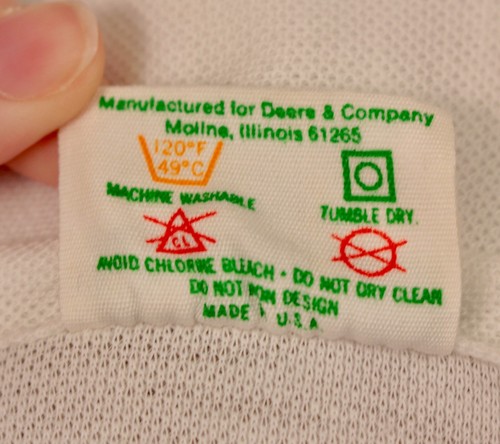 Manufactured for Deere & Company
Moline, Illinois 61265
120°F
49°C
MACHINE WASHABLE
TUMBLE DRY.
CL
AVOID CHLORINE BLEACH • DO NOT DRY CLEAN
DO NOT IRON DESIGN
MADE U.S.A.